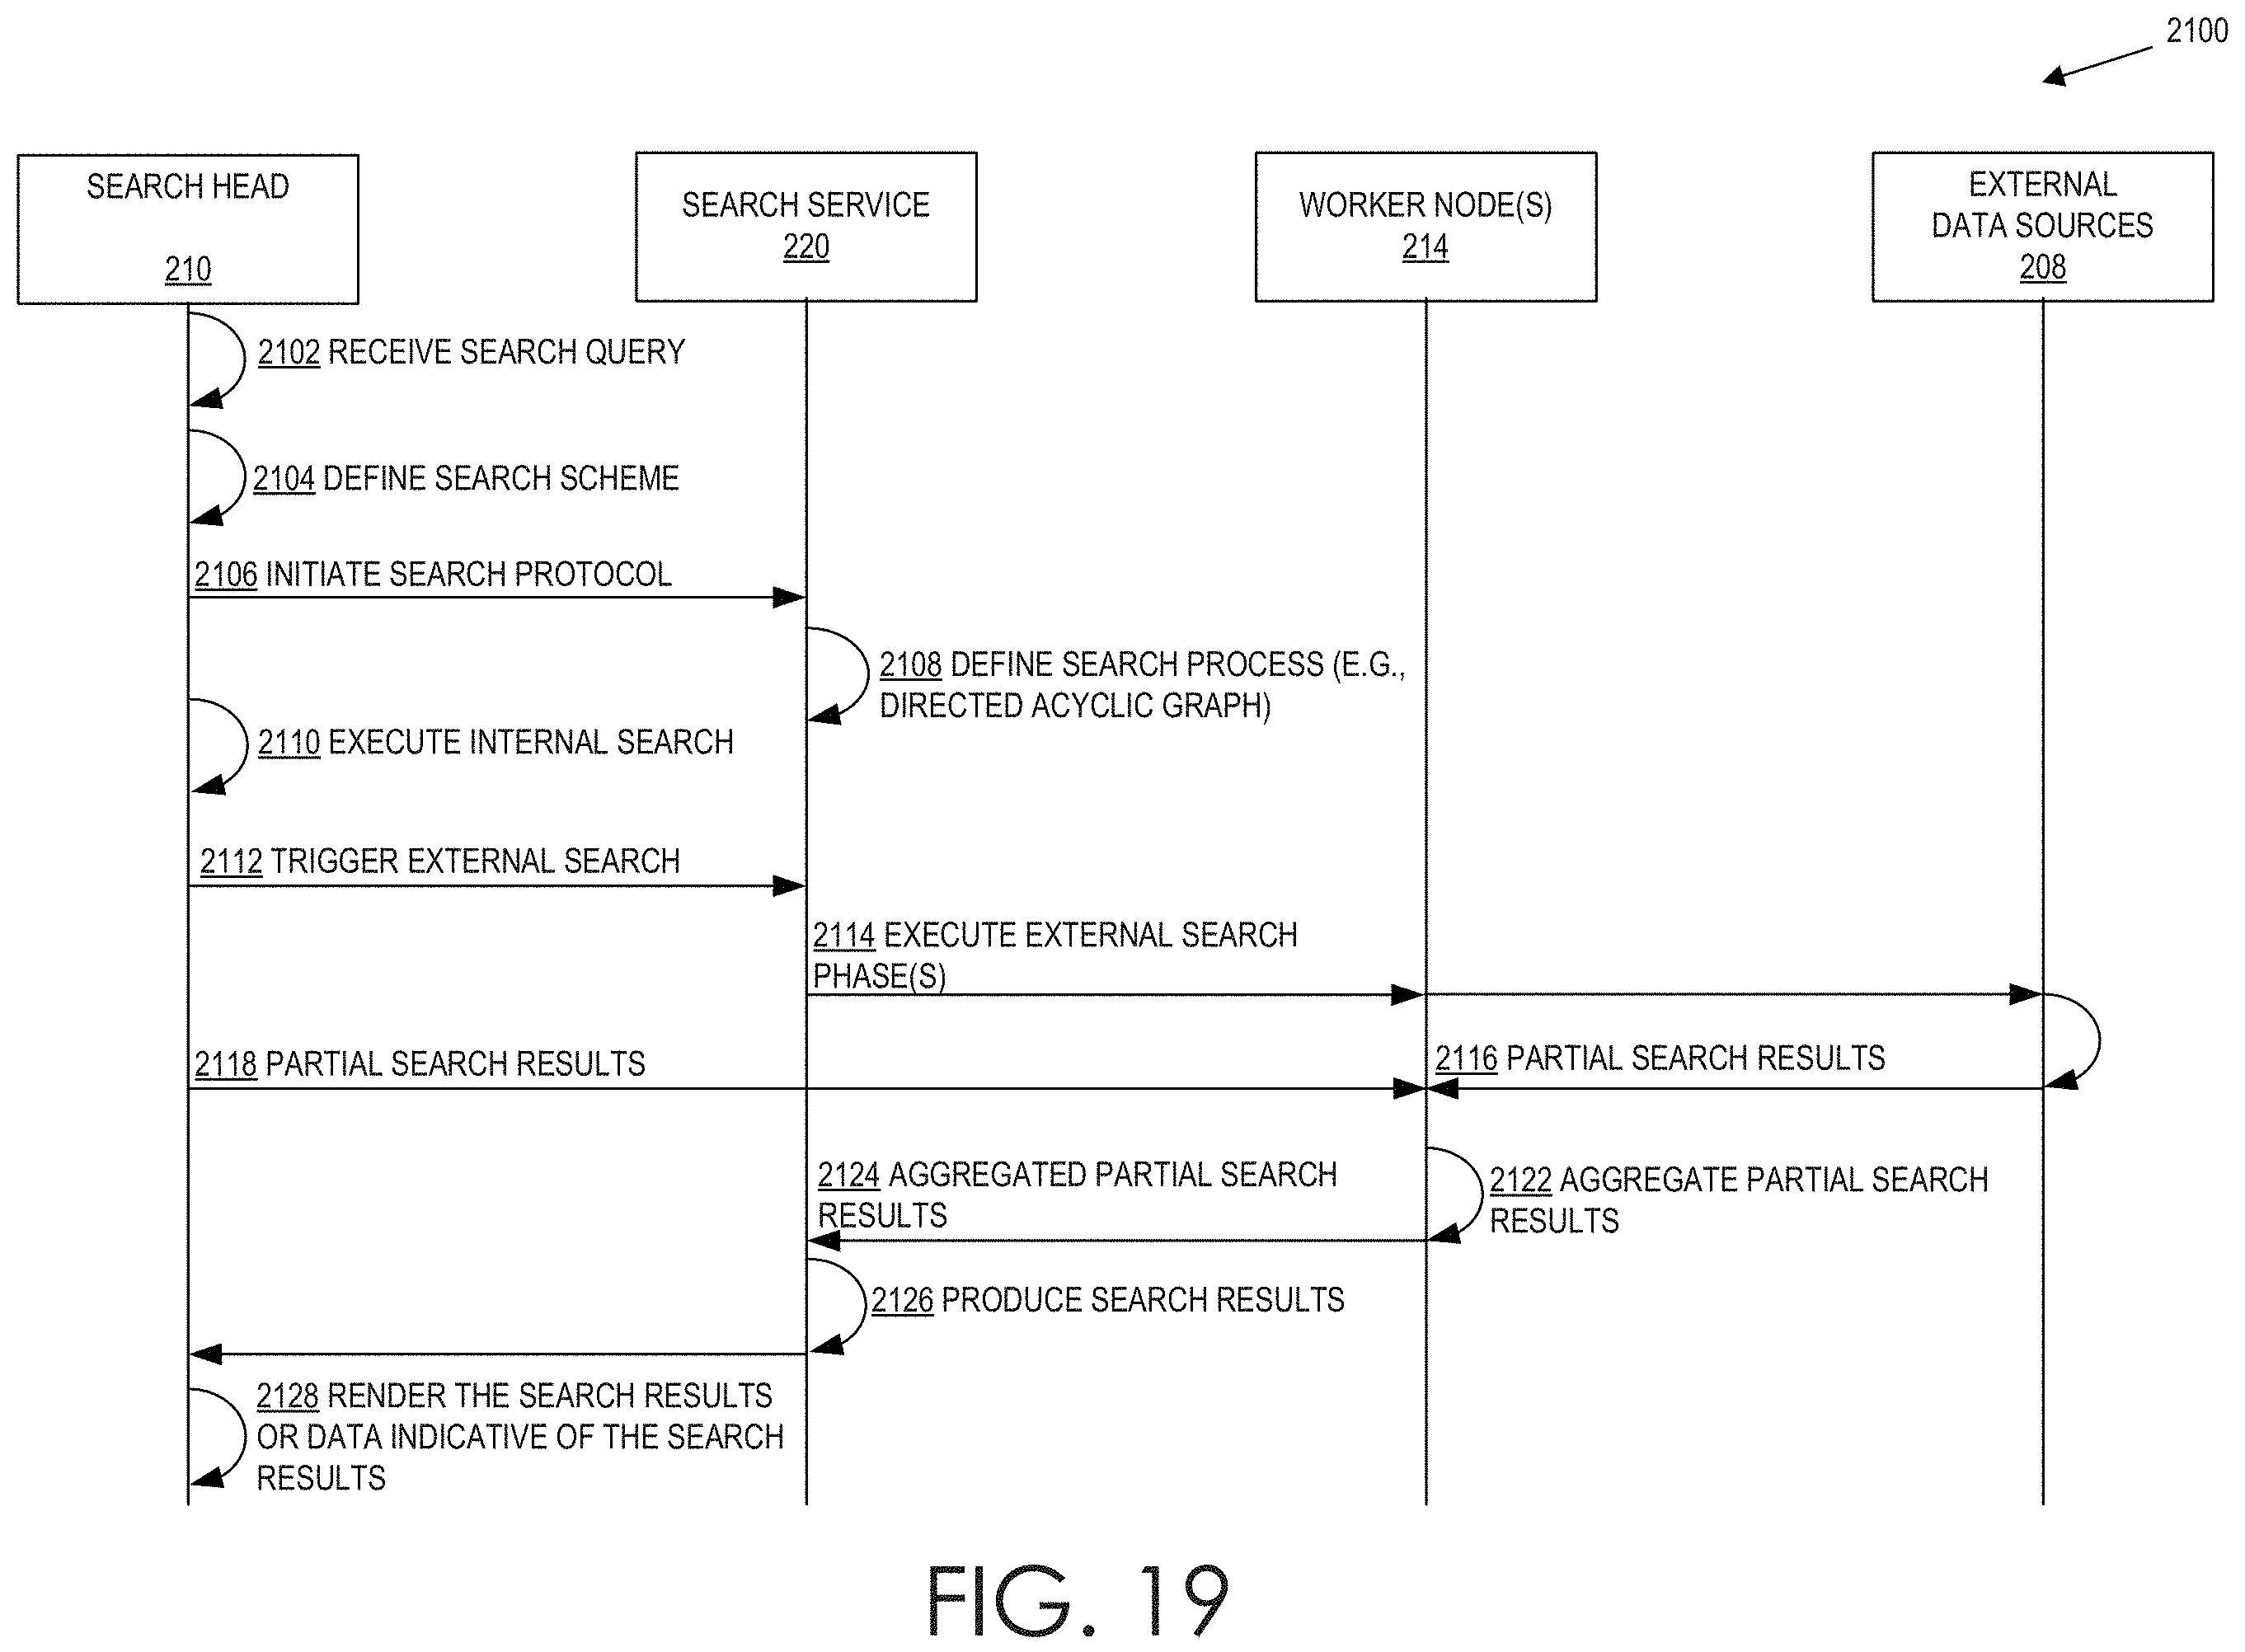 2100
SEARCH HEAD
210
SEARCH SERVICE
220
WORKER NODE(S)
214
EXTERNAL
DATA SOURCES
208
2102 RECEIVE SEARCH QUERY
2104 DEFINE SEARCH SCHEME
2106 INITIATE SEARCH PROTOCOL
2108 DEFINE SEARCH PROCESS (E.G.,
DIRECTED ACYCLIC GRAPH)
2110 EXECUTE INTERNAL SEARCH
2112 TRIGGER EXTERNAL SEARCH
2114 EXECUTE EXTERNAL SEARCH
PHASE(S)
2118 PARTIAL SEARCH RESULTS
2116 PARTIAL SEARCH RESULTS
2124 AGGREGATED PARTIAL SEARCH
RESULTS
2122 AGGREGATE PARTIAL SEARCH
RESULTS
2126 PRODUCE SEARCH RESULTS
2128 RENDER THE SEARCH RESULTS
OR DATA INDICATIVE OF THE SEARCH
RESULTS
FIG. 19